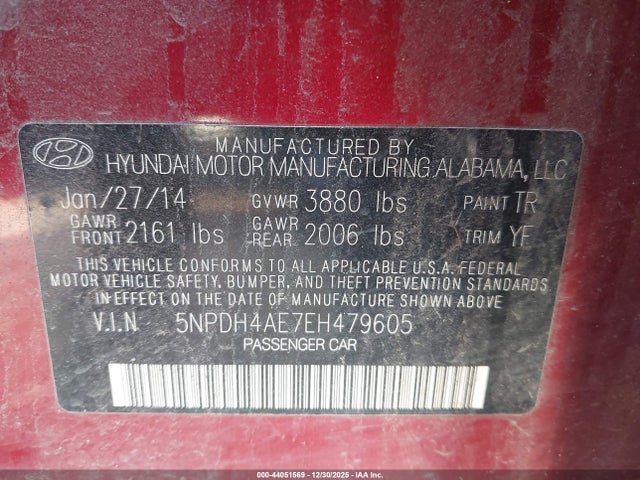 MANUFACTURED BY
HYUNDAI MOTOR MANUFACTURING ALABAMA, LLC
Jan/27/14 GVWR 3880 lbs PAINT TR
GAWR FRONT 2161 lbs GAWR REAR 2006 lbs TRIM YF
THIS VEHICLE CONFORMS TO ALL APPLICABLE U.S.A. FEDERAL
MOTOR VEHICLE SAFETY, BUMPER, AND THEFT PREVENTION
STANDARDS IN EFFECT ON THE DATE OF MANUFACTURE SHOWN ABOVE
V.I.N 5NPDH4AE7EH479605
PASSENGER CAR
000-44051569 - 12/30/2025 - IAA Inc.